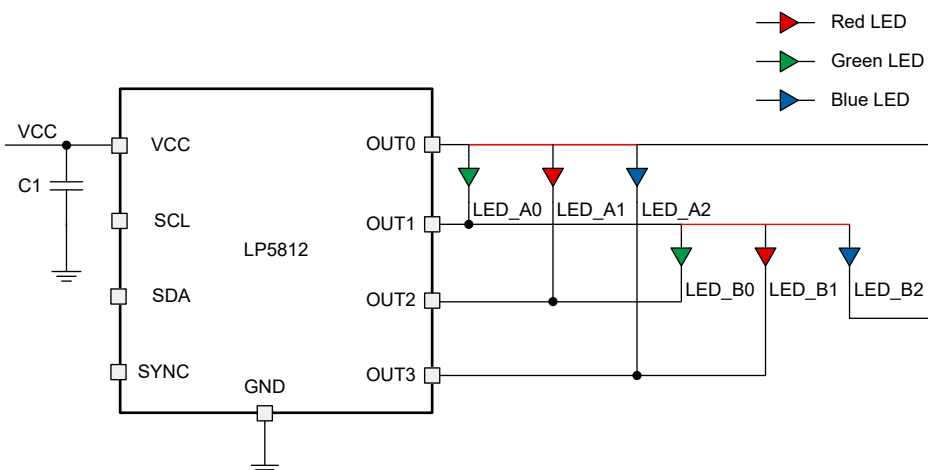 Red LED
Green LED
Blue LED
VCC
C1
VCC
SCL
SDA
SYNC
LP5812
GND
OUT0
OUT1
OUT2
OUT3
LED_A0
LED_A1
LED_A2
LED_B0
LED_B1
LED_B2